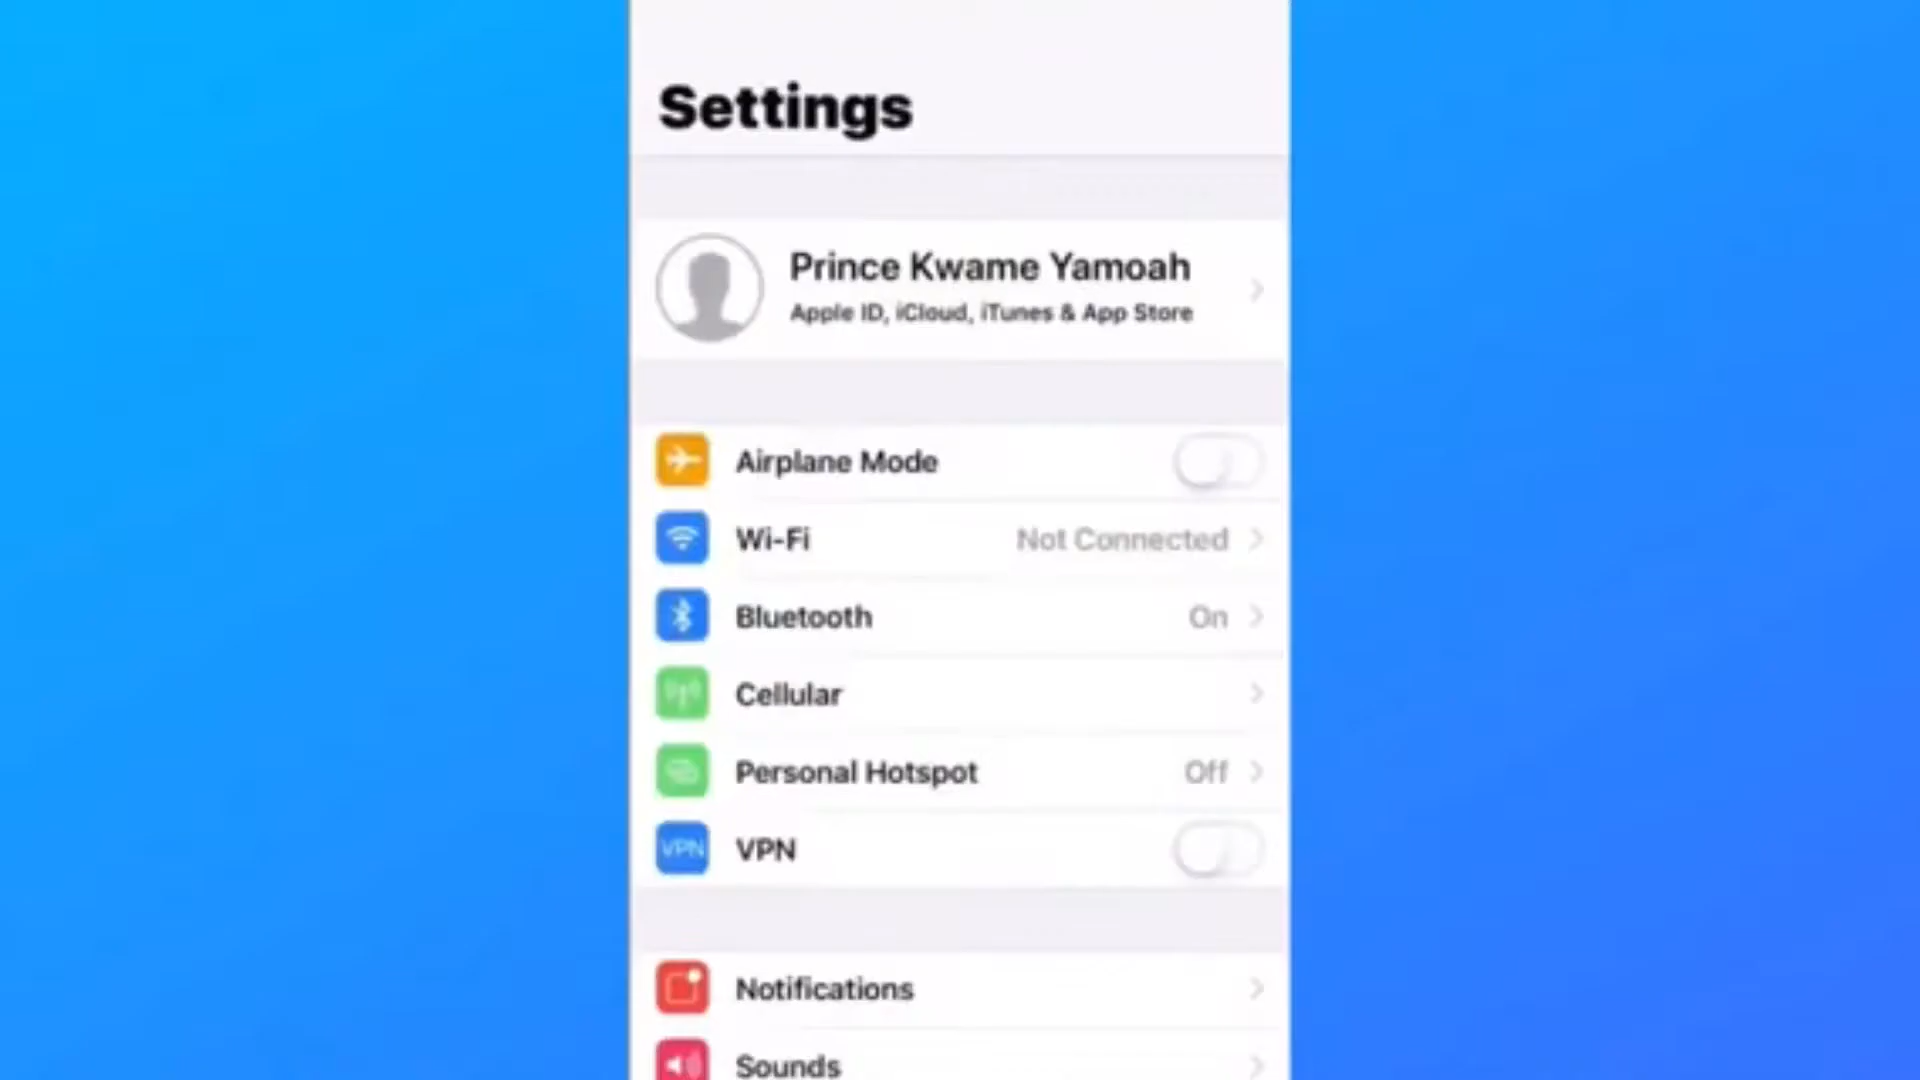 Settings
Prince Kwame Yamoah
Apple ID, iCloud, iTunes & App Store
Airplane Mode
Wi-Fi Not Connected
Bluetooth On
Cellular
Personal Hotspot Off
VPN VPN
Notifications
Sounds